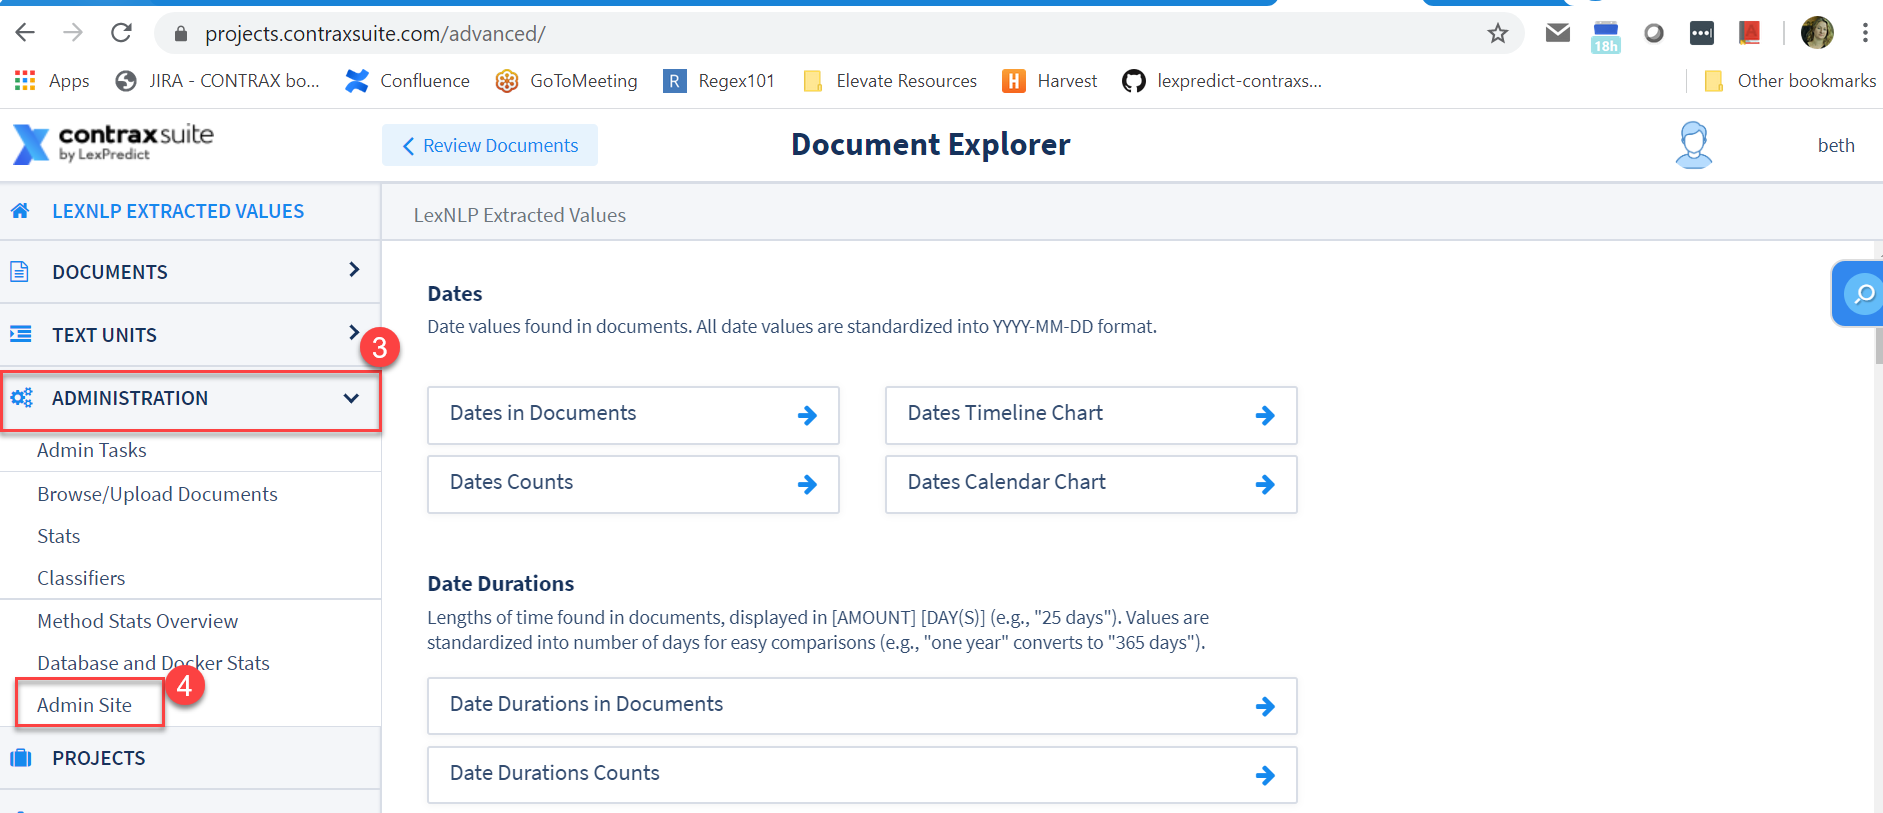 projects.contraxsuite.com/advanced/
18h
Apps
JIRA - CONTRAX bo...
Confluence
GoToMeeting
R
Regex101
Elevate Resources
H
Harvest
lexpredict-contraxs...
Other bookmarks
contraxsuite
by LexPredict
Review Documents
Document Explorer
beth
LEXNLP EXTRACTED VALUES
DOCUMENTS
TEXT UNITS
3
ADMINISTRATION
Admin Tasks
Browse/Upload Documents
Stats
Classifiers
Method Stats Overview
Database and Docker Stats
4
Admin Site
PROJECTS
LexNLP Extracted Values
Dates
Date values found in documents. All date values are standardized into YYYY-MM-DD format.
Dates in Documents
Dates Timeline Chart
Dates Counts
Dates Calendar Chart
Date Durations
Lengths of time found in documents, displayed in [AMOUNT] [DAY(S)] (e.g., "25 days"). Values are
standardized into number of days for easy comparisons (e.g., "one year" converts to "365 days").
Date Durations in Documents
Date Durations Counts